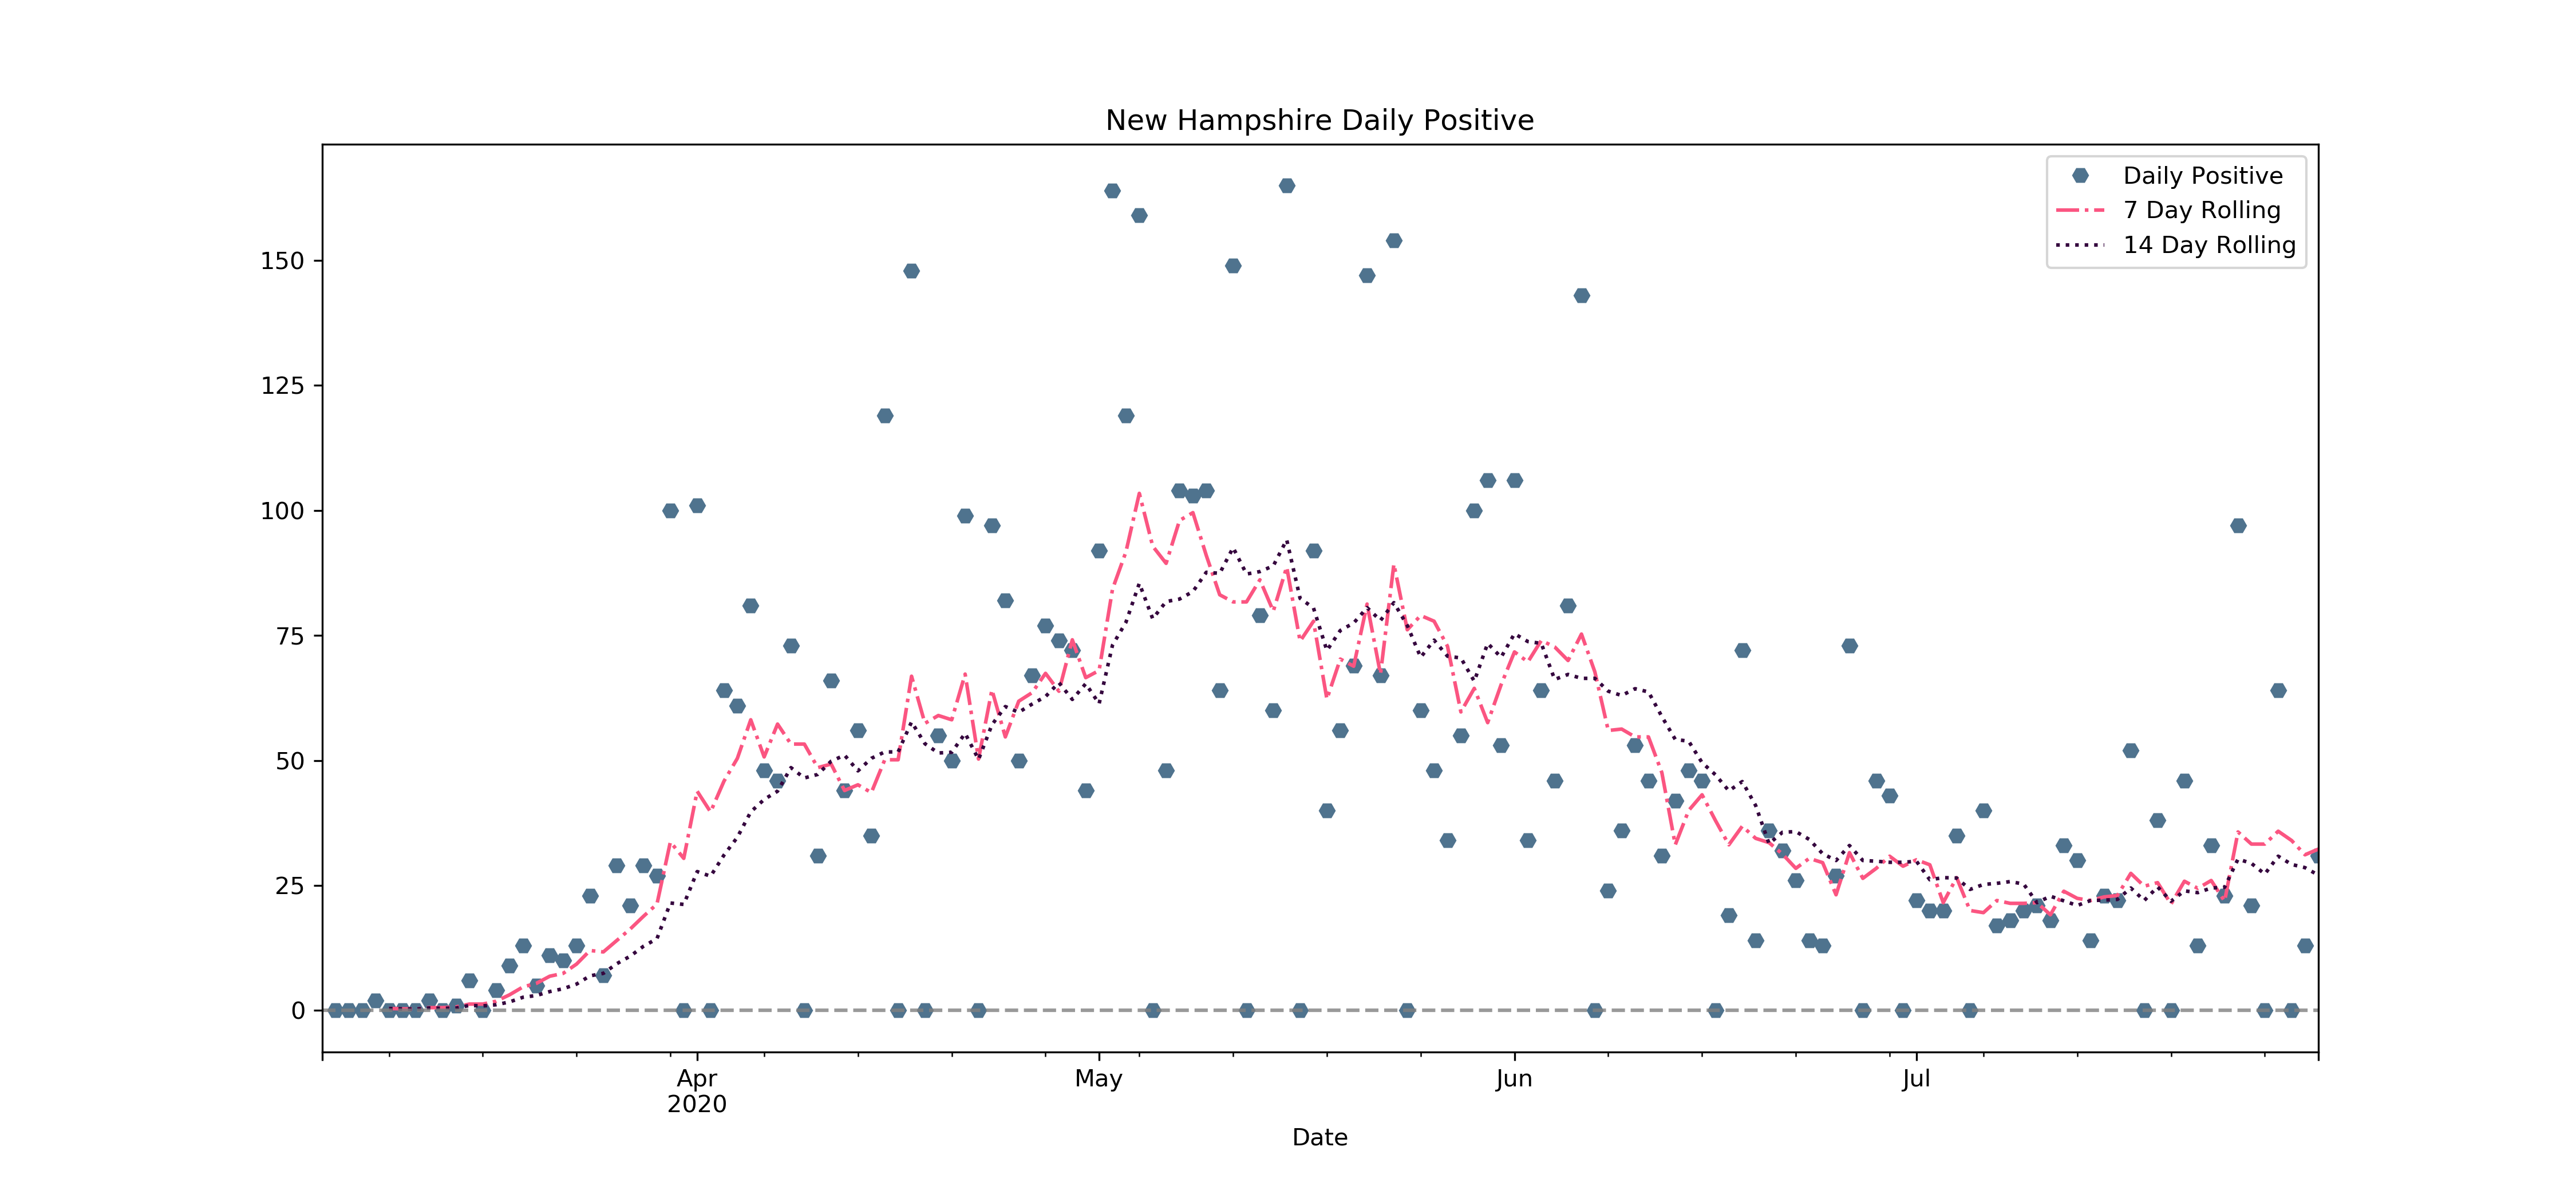 New Hampshire Daily Positive
Daily Positive
7 Day Rolling
14 Day Rolling
150
125
100
75
50
25
0
Apr
2020
May
Jun
Jul
Date